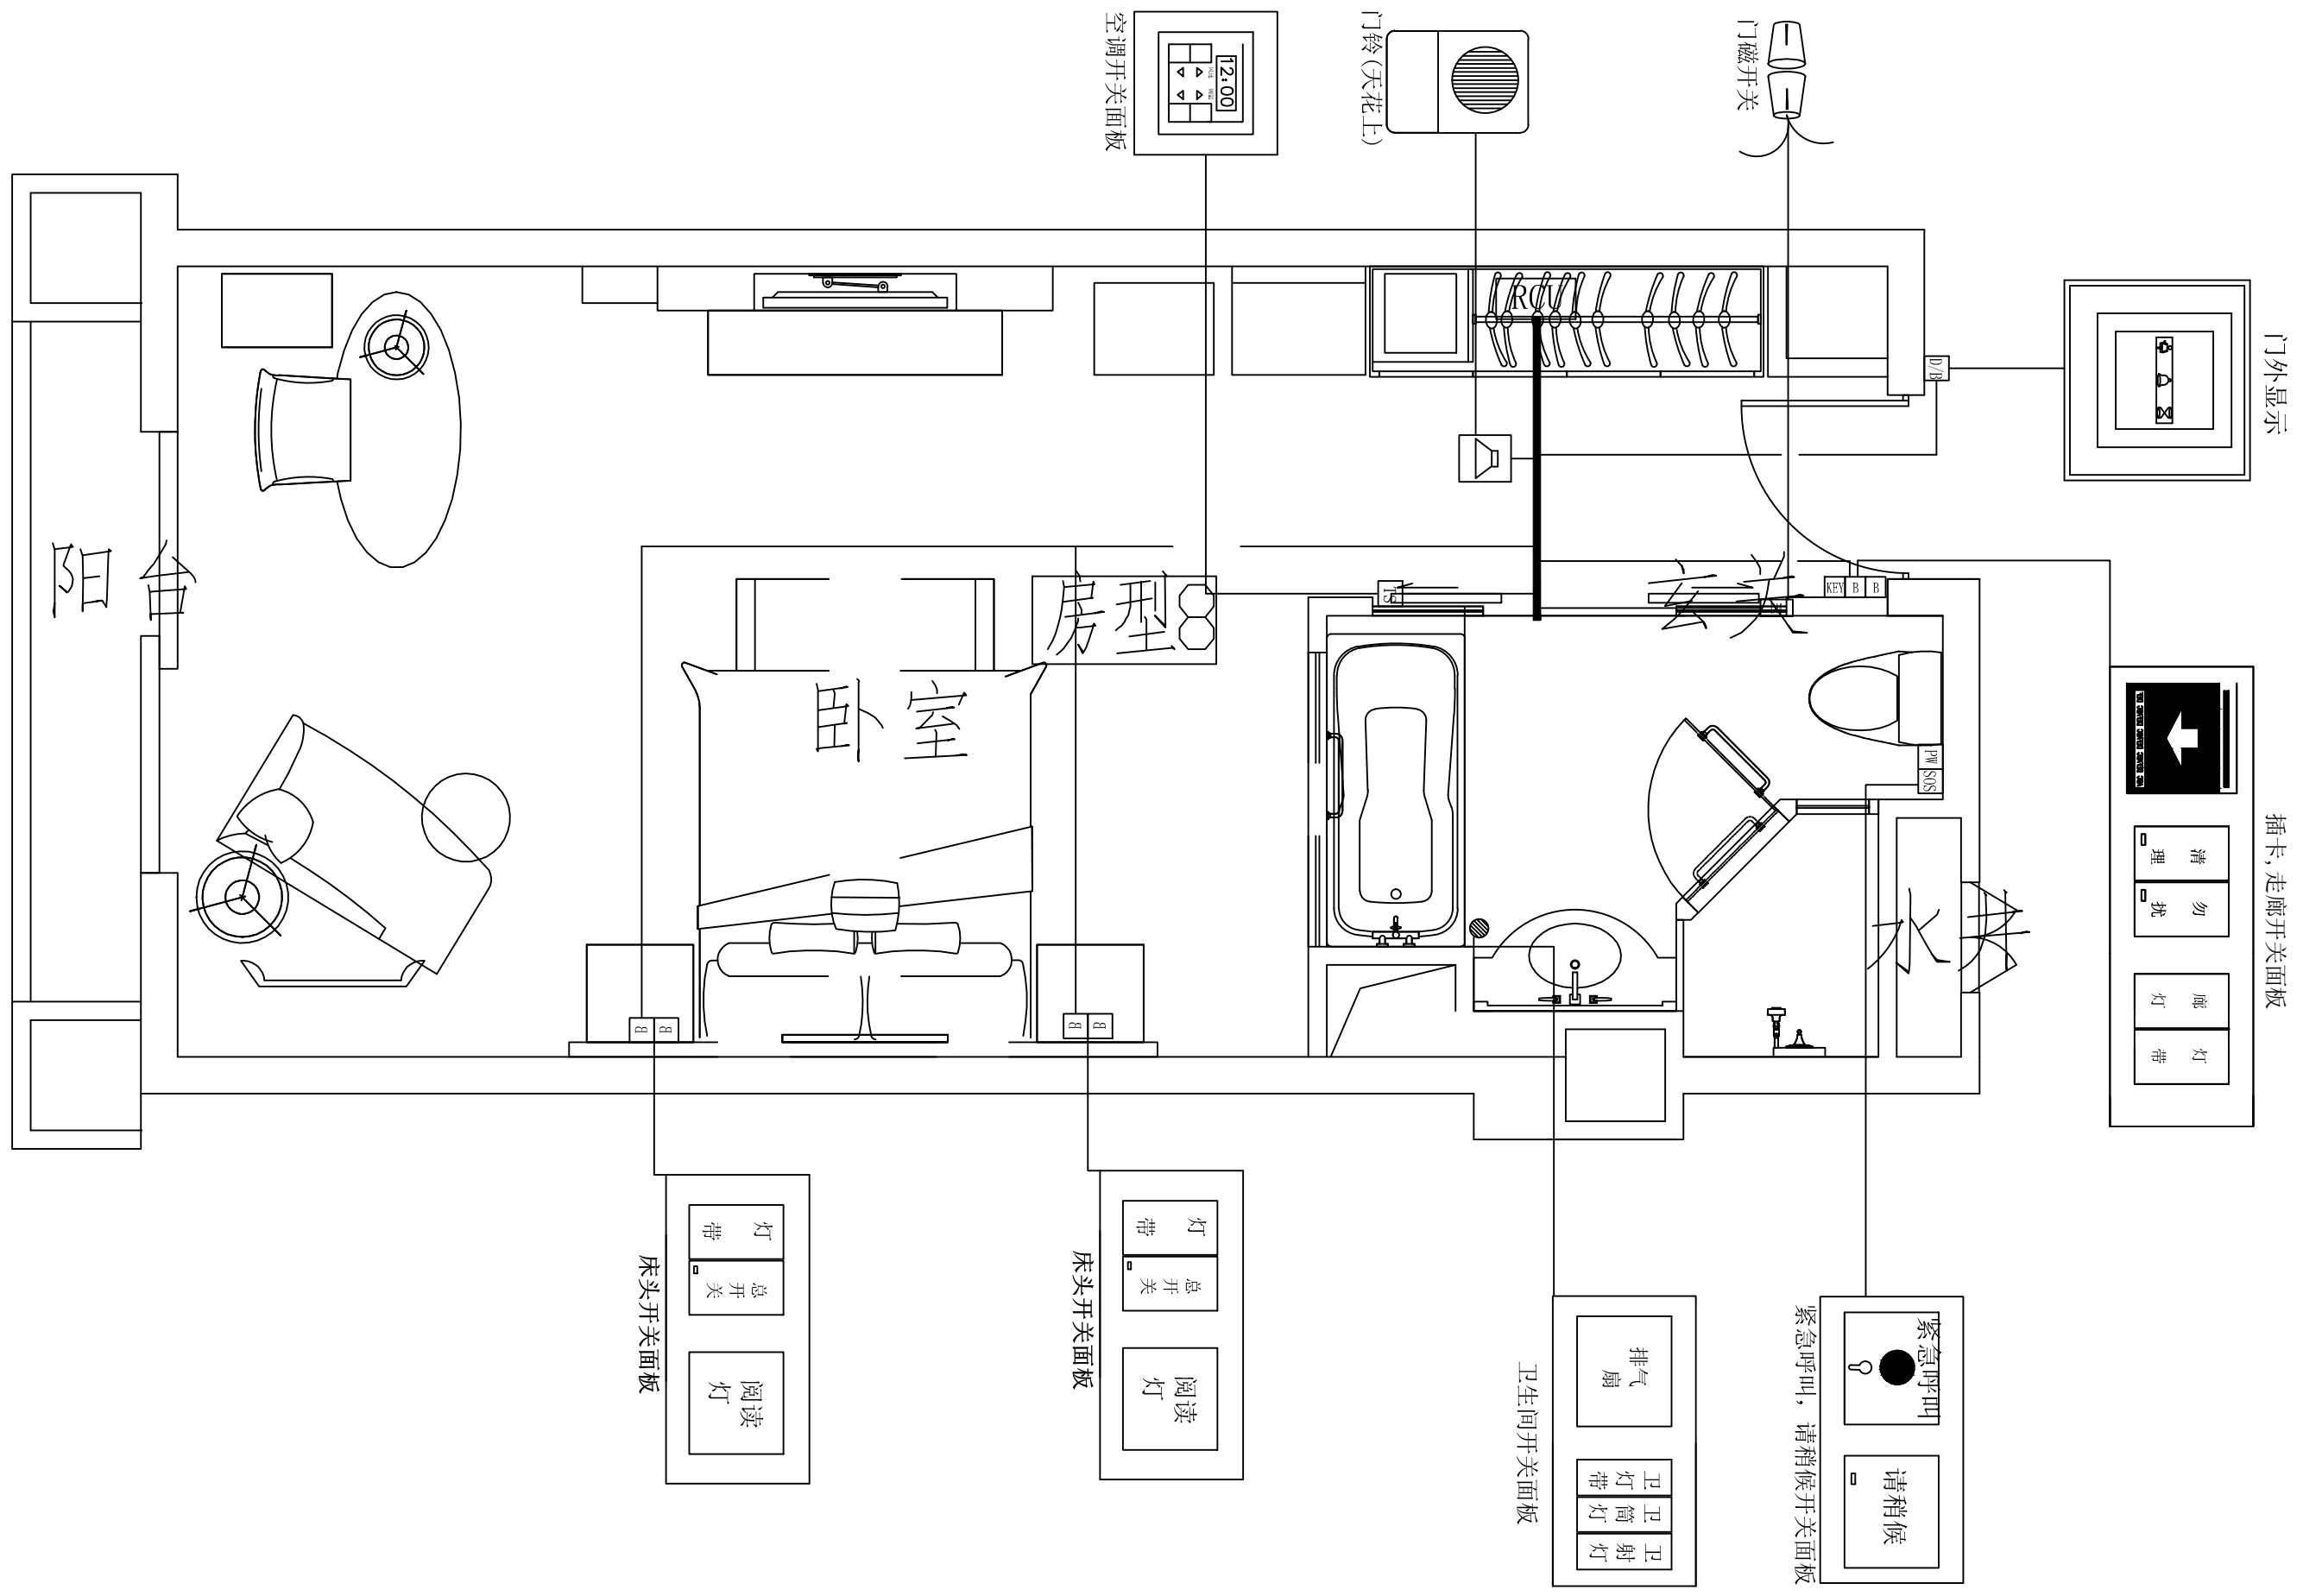 空调开关面板
12:00
门铃(天花上)
门磁开关
门外显示
RCU
D/B
TS
KEY
B
B
阳台
房型
玄关
卧室
衣柜
PW
SOS
插卡,走廊开关面板
清理
勿扰
廊灯
灯带
B
B
B
B
床头开关面板
灯带
总开关
阅读灯
床头开关面板
灯带
总开关
阅读灯
卫生间开关面板
排气扇
卫灯带
卫筒灯
卫射灯
紧急呼叫，请稍候开关面板
紧急呼叫
请稍候